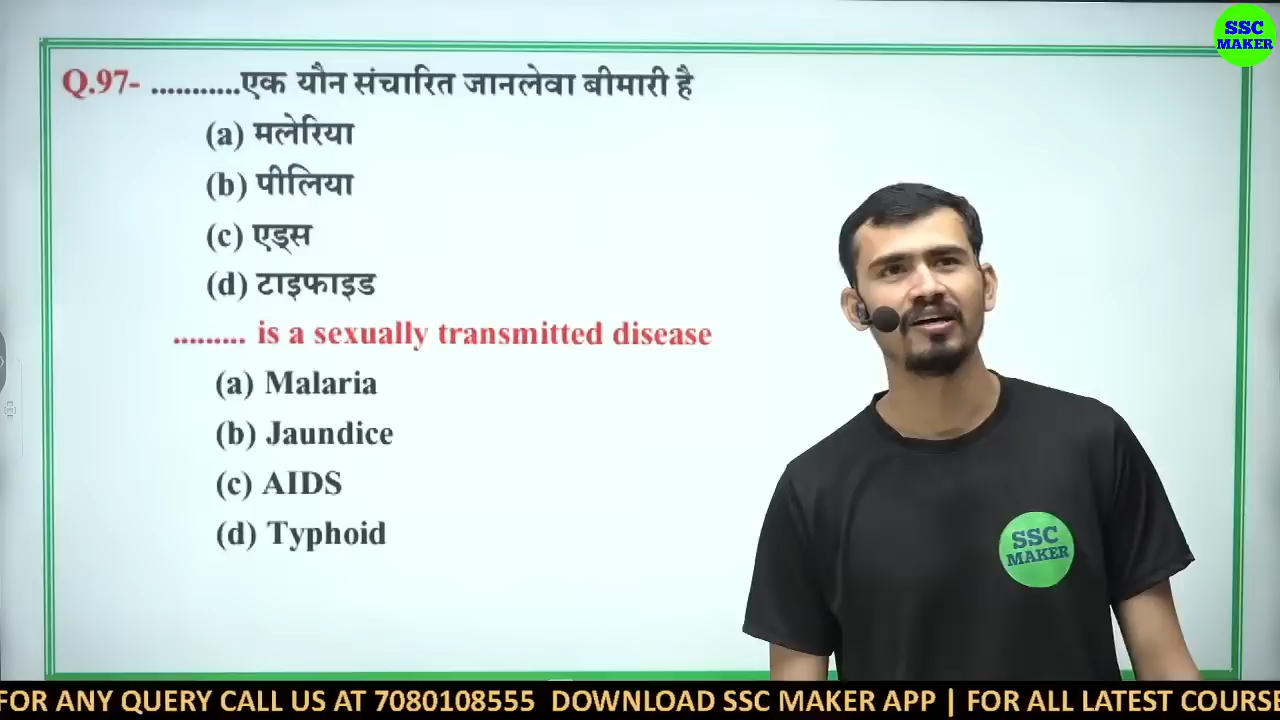 SSC
MAKER
Q.97- ...........एक यौन संचारित जानलेवा बीमारी है
(a) मलेरिया
(b) पीलिया
(c) एड्स
(d) टाइफाइड
......... is a sexually transmitted disease
(a) Malaria
(b) Jaundice
(c) AIDS
(d) Typhoid
SSC
MAKER
FOR ANY QUERY CALL US AT 7080108555 DOWNLOAD SSC MAKER APP | FOR ALL LATEST COURSE